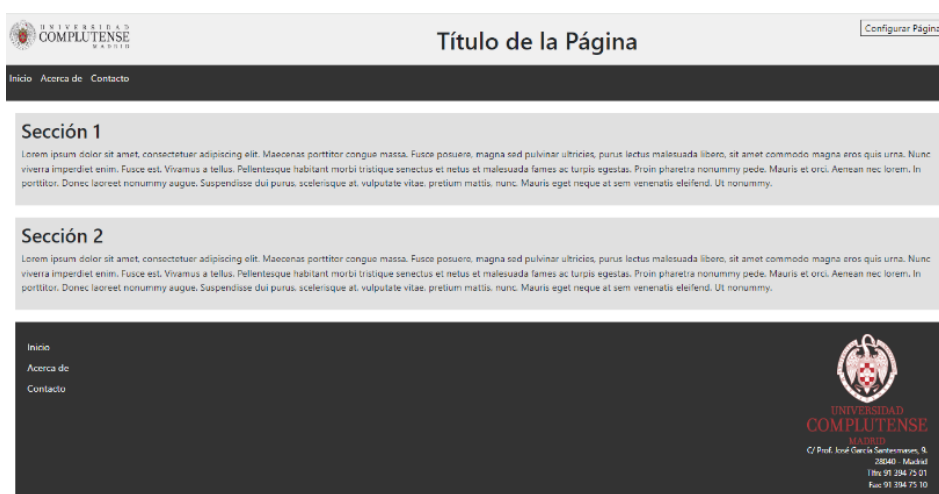 UNIVERSIDAD
COMPLUTENSE
MADRID
Título de la Página
Configurar Página
Inicio Acerca de Contacto
Sección 1
Lorem ipsum dolor sit amet, consectetuer adipiscing elit. Maecenas porttitor congue massa. Fusce posuere, magna sed pulvinar ultricies, purus lectus malesuada libero, sit amet commodo magna eros quis urna. Nunc
viverra imperdiet enim. Fusce est. Vivamus a tellus. Pellentesque habitant morbi tristique senectus et netus et malesuada fames ac turpis egestas. Proin pharetra nonummy pede. Mauris et orci. Aenean nec lorem. In
porttitor. Donec laoreet nonummy augue. Suspendisse dui purus, scelerisque at, vulputate vitae, pretium mattis, nunc. Mauris eget neque at sem venenatis eleifend. Ut nonummy.
Sección 2
Lorem ipsum dolor sit amet, consectetuer adipiscing elit. Maecenas porttitor congue massa. Fusce posuere, magna sed pulvinar ultricies, purus lectus malesuada libero, sit amet commodo magna eros quis urna. Nunc
viverra imperdiet enim. Fusce est. Vivamus a tellus. Pellentesque habitant morbi tristique senectus et netus et malesuada fames ac turpis egestas. Proin pharetra nonummy pede. Mauris et orci. Aenean nec lorem. In
porttitor. Donec laoreet nonummy augue. Suspendisse dui purus, scelerisque at, vulputate vitae, pretium mattis, nunc. Mauris eget neque at sem venenatis eleifend. Ut nonummy.
Inicio
Acerca de
Contacto
UNIVERSIDAD
COMPLUTENSE
MADRID
C/ Prof. José García Santesmases, 9.
28040 - Madrid
Tlfn: 91 394 75 01
Fax: 91 394 75 10